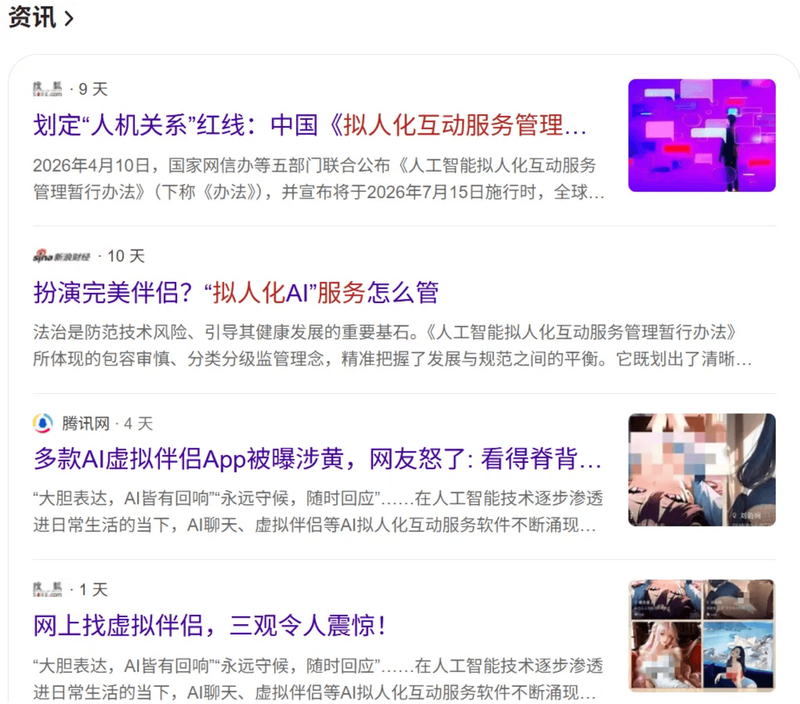 资讯
搜狐 · 9 天
划定“人机关系”红线：中国《拟人化互动服务管理…
2026年4月10日，国家网信办等五部门联合公布《人工智能拟人化互动服务
管理暂行办法》（下称《办法》），并宣布将于2026年7月15日施行时，全球…
sina新浪财经 · 10 天
扮演完美伴侣？“拟人化AI”服务怎么管
法治是防范技术风险、引导其健康发展的重要基石。《人工智能拟人化互动服务管理暂行办法》
所体现的包容审慎、分类分级监管理念，精准把握了发展与规范之间的平衡。它既划出了清晰…
腾讯网 · 4 天
多款AI虚拟伴侣App被曝涉黄，网友怒了: 看得脊背…
“大胆表达，AI皆有回响”“永远守候，随时回应”……在人工智能技术逐步渗透
进日常生活的当下，AI聊天、虚拟伴侣等AI拟人化互动服务软件不断涌现…
搜狐 · 1 天
网上找虚拟伴侣，三观令人震惊！
“大胆表达，AI皆有回响”“永远守候，随时回应”……在人工智能技术逐步渗透
进日常生活的当下，AI聊天、虚拟伴侣等AI拟人化互动服务软件不断涌现…